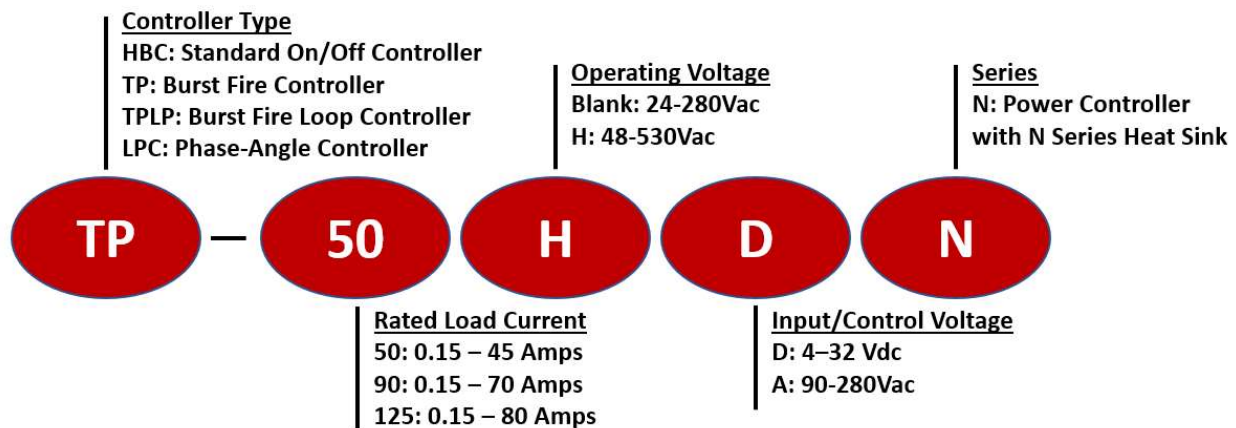 Controller Type
HBC: Standard On/Off Controller
TP: Burst Fire Controller
TPLP: Burst Fire Loop Controller
LPC: Phase-Angle Controller
Operating Voltage
Blank: 24-280Vac
H: 48-530Vac
Series
N: Power Controller
with N Series Heat Sink
TP — 50 H D N
Rated Load Current
50: 0.15 – 45 Amps
90: 0.15 – 70 Amps
125: 0.15 – 80 Amps
Input/Control Voltage
D: 4–32 Vdc
A: 90-280Vac